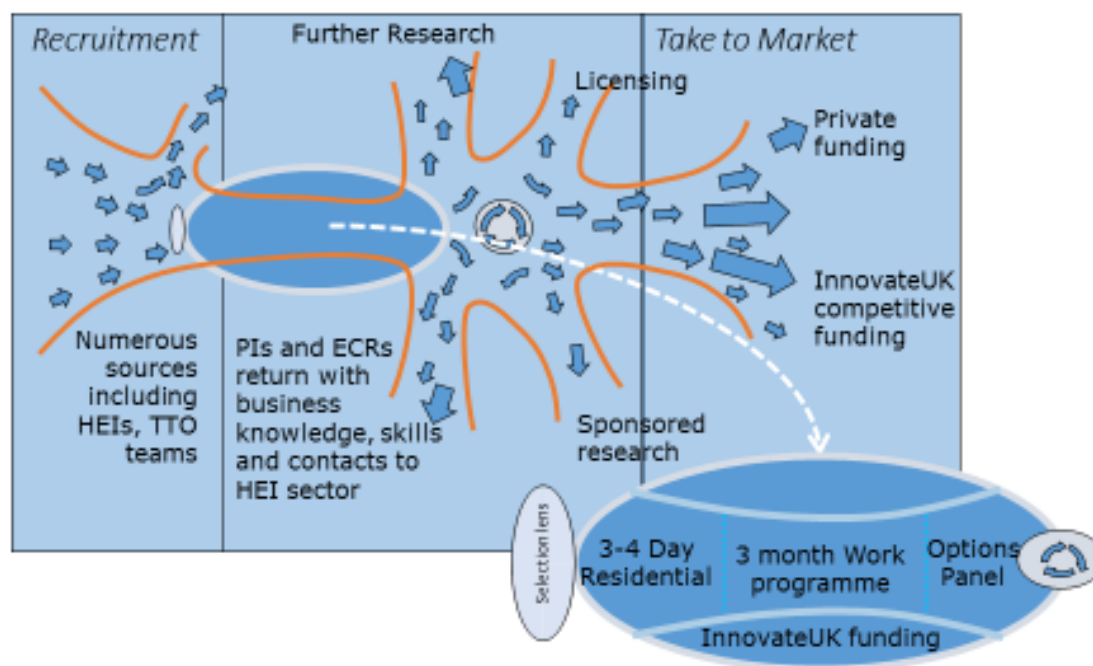 Recruitment
Further Research
Take to Market
Licensing
Private
funding
InnovateUK
competitive
funding
Numerous
sources
including
HEIs, TTO
teams
PIs and ECRs
return with
business
knowledge, skills
and contacts to
HEI sector
Sponsored
research
Selection lens
3-4 Day
Residential
3 month Work
programme
Options
Panel
InnovateUK funding